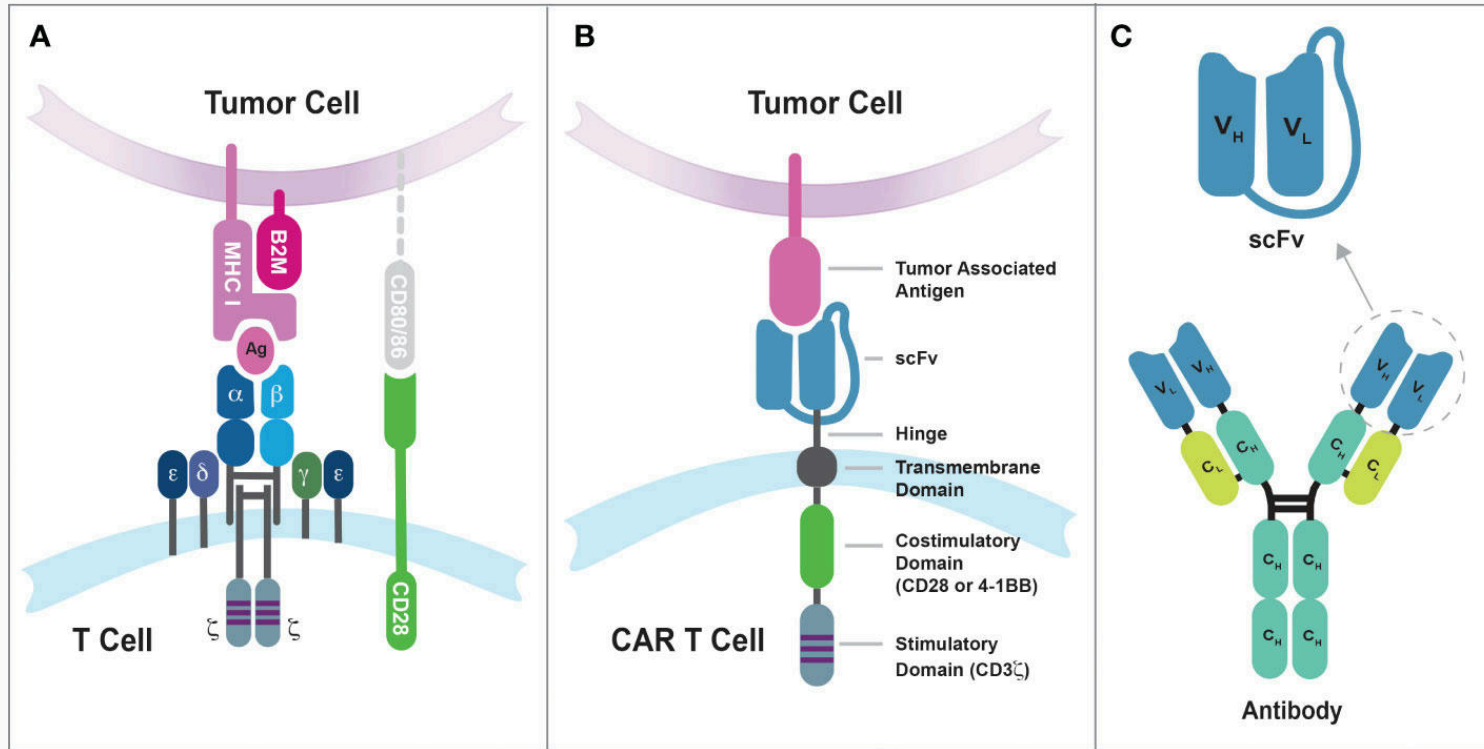 A
Tumor Cell
MHC I
B2M
CD80/86
Ag
α
β
ε
δ
γ
ε
CD28
T Cell
ζ
ζ
B
Tumor Cell
Tumor Associated
Antigen
scFv
Hinge
Transmembrane
Domain
Costimulatory
Domain
(CD28 or 4-1BB)
CAR T Cell
Stimulatory
Domain (CD3ζ)
C
VH
VL
scFv
VL
VH
VH
VL
CL
CH
CH
CL
CH
CH
CH
CH
Antibody